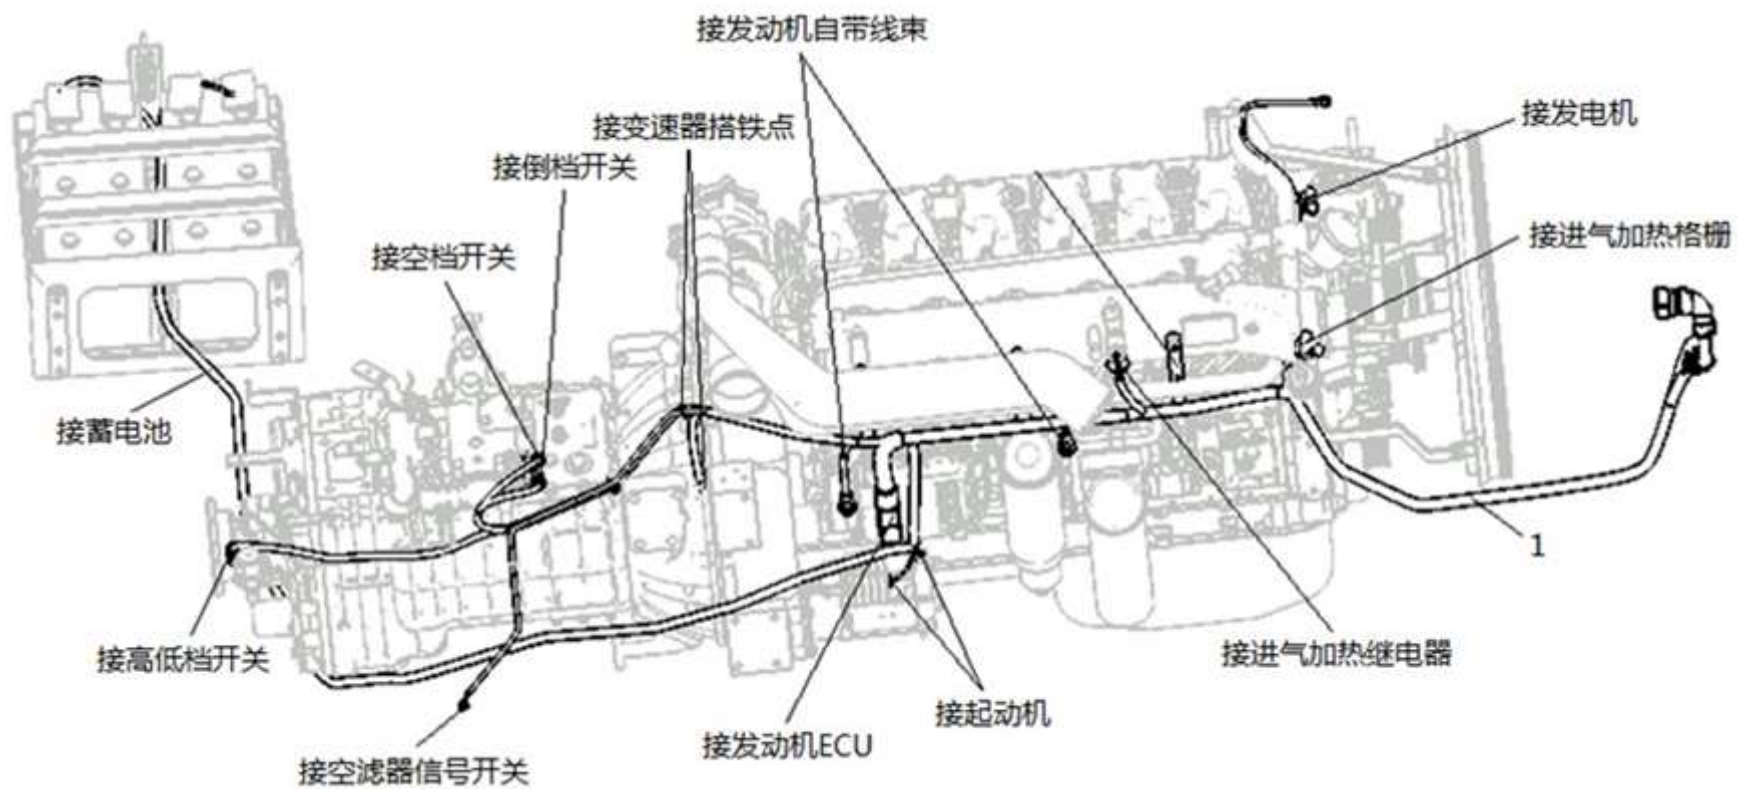 接发动机自带线束
接发电机
接变速器搭铁点
接倒档开关
接进气加热格栅
接空档开关
接蓄电池
1
接高低档开关
接进气加热继电器
接起动机
接发动机ECU
接空滤器信号开关